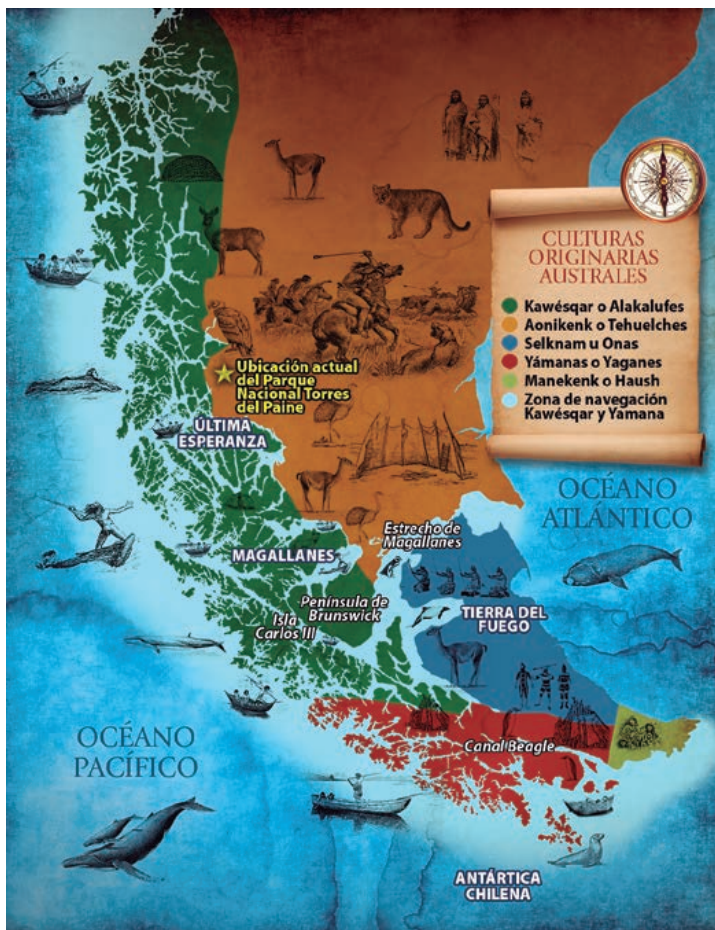 CULTURAS
ORIGINARIAS
AUSTRALES
Kawésqar o Alakalufes
Aonikenk o Tehuelches
Selknam u Onas
Yámanas o Yaganes
Manekenk o Haush
Zona de navegación
Kawésqar y Yamana
Ubicación actual
del Parque
Nacional Torres
del Paine
ÚLTIMA
ESPERANZA
OCÉANO
ATLÁNTICO
Estrecho de
Magallanes
MAGALLANES
Península de
Brunswick
Isla
Carlos III
TIERRA DEL
FUEGO
OCÉANO
PACÍFICO
Canal Beagle
ANTÁRTICA
CHILENA